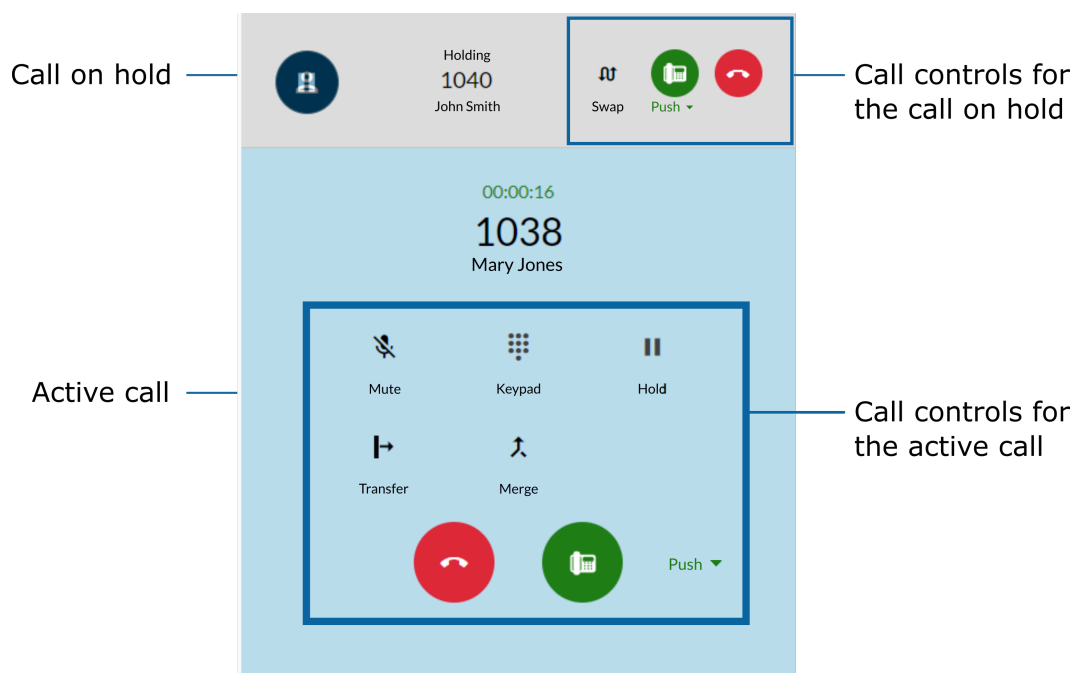 Call on hold
Holding
1040
John Smith
Swap
Push
Call controls for
the call on hold
00:00:16
1038
Mary Jones
Active call
Mute
Keypad
Hold
Transfer
Merge
Push
Call controls for
the active call